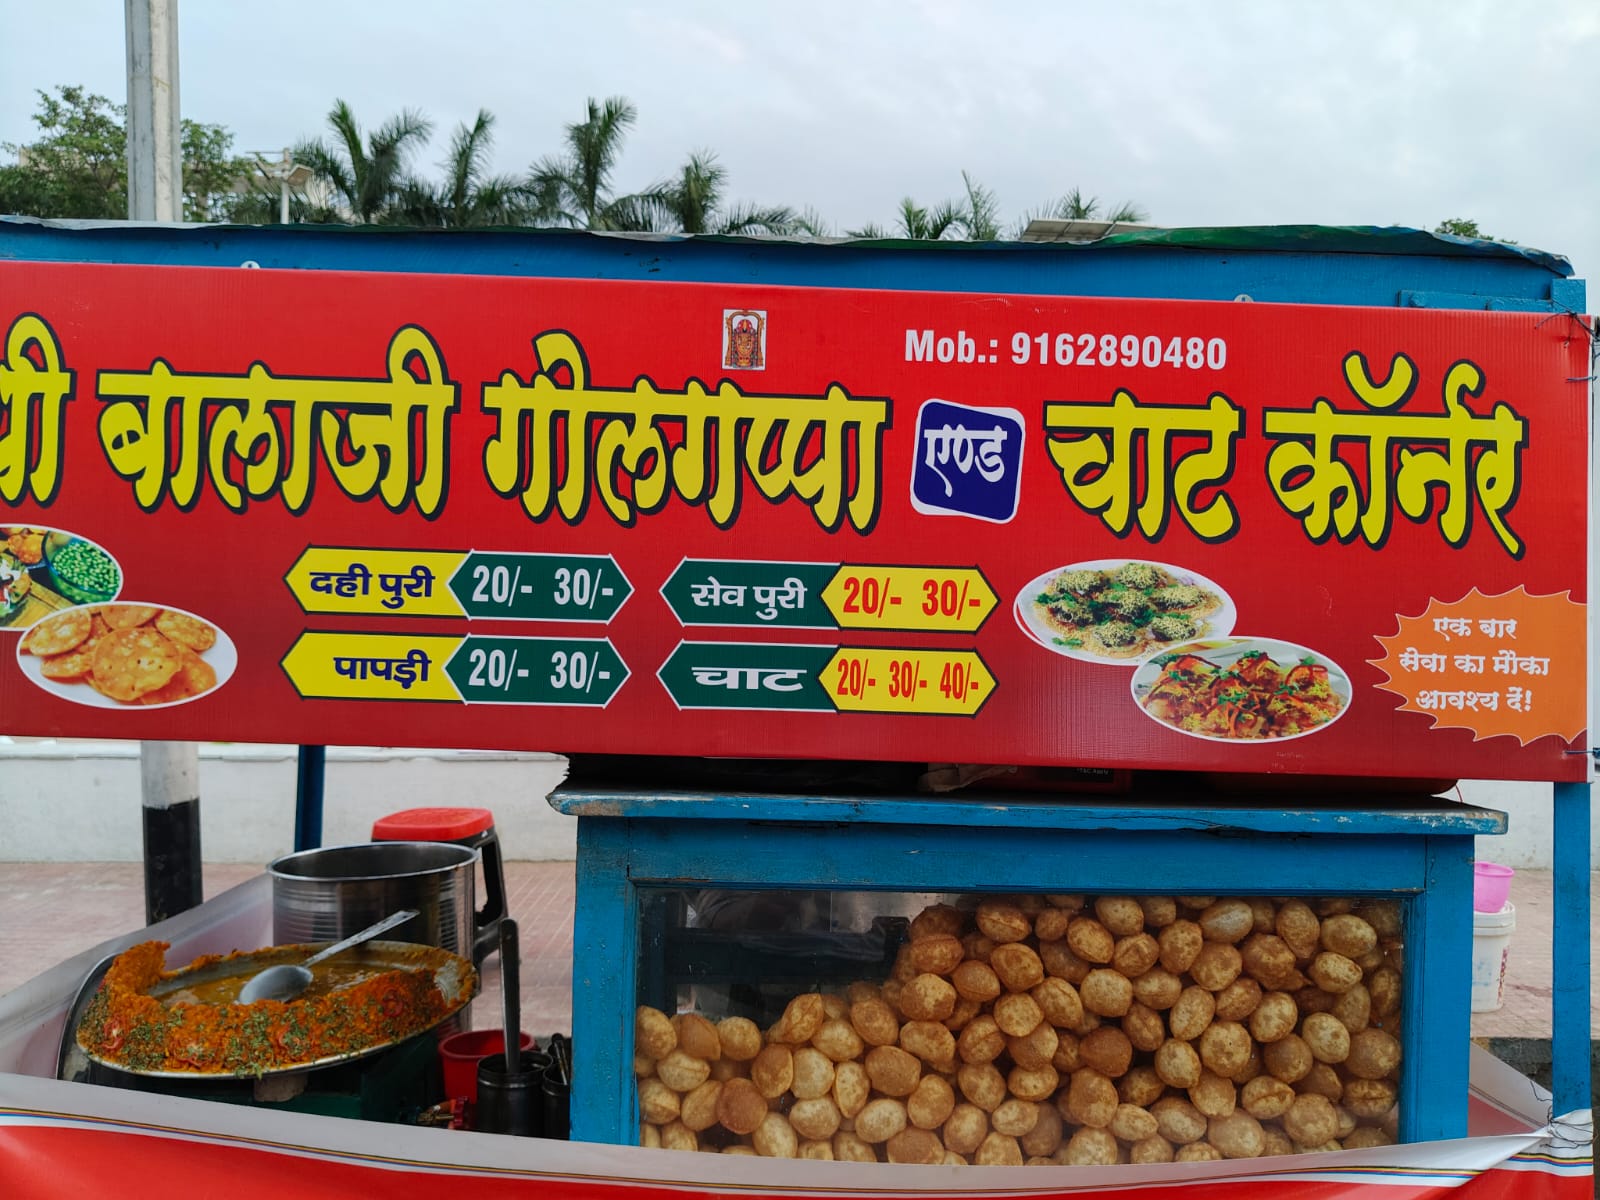 Mob.: 9162890480
श्री बालाजी गोलगप्पा एण्ड चाट कॉर्नर
दही पुरी 20/- 30/-
सेव पुरी 20/- 30/-
पापड़ी 20/- 30/-
चाट 20/- 30/- 40/-
एक बार
सेवा का मौका
आवश्य दें!